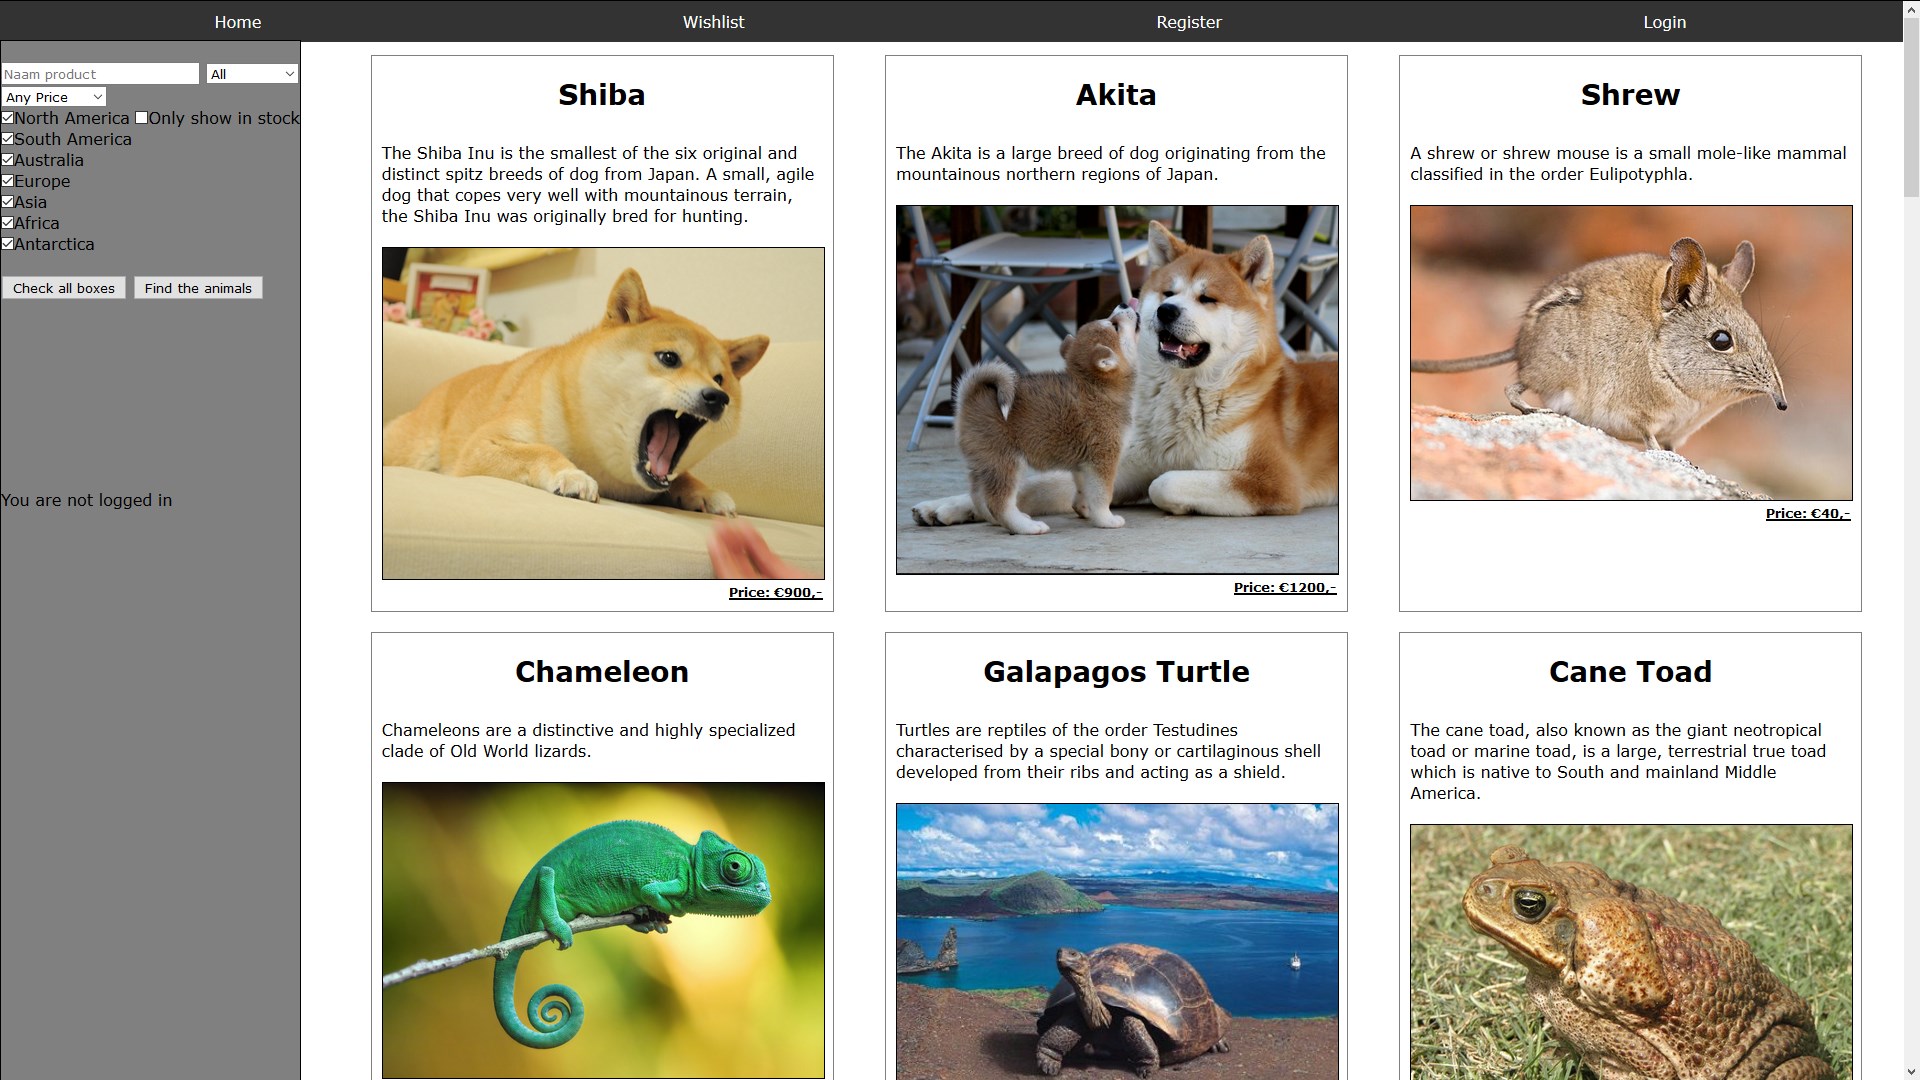 Home Wishlist Register Login
Naam product All
Any Price
North America Only show in stock
South America
Australia
Europe
Asia
Africa
Antarctica
Check all boxes Find the animals
You are not logged in
Shiba
The Shiba Inu is the smallest of the six original and
distinct spitz breeds of dog from Japan. A small, agile
dog that copes very well with mountainous terrain,
the Shiba Inu was originally bred for hunting.
Price: €900,-
Akita
The Akita is a large breed of dog originating from the
mountainous northern regions of Japan.
Price: €1200,-
Shrew
A shrew or shrew mouse is a small mole-like mammal
classified in the order Eulipotyphla.
Price: €40,-
Chameleon
Chameleons are a distinctive and highly specialized
clade of Old World lizards.
Galapagos Turtle
Turtles are reptiles of the order Testudines
characterised by a special bony or cartilaginous shell
developed from their ribs and acting as a shield.
Cane Toad
The cane toad, also known as the giant neotropical
toad or marine toad, is a large, terrestrial true toad
which is native to South and mainland Middle
America.